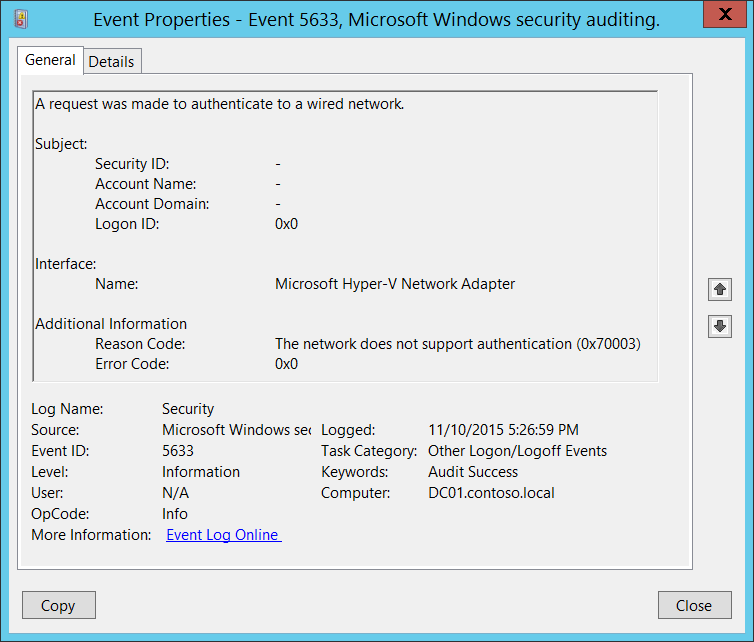 Event Properties - Event 5633, Microsoft Windows security auditing.
General Details
A request was made to authenticate to a wired network.
Subject:
Security ID: -
Account Name: -
Account Domain: -
Logon ID: 0x0
Interface:
Name: Microsoft Hyper-V Network Adapter
Additional Information
Reason Code: The network does not support authentication (0x70003)
Error Code: 0x0
Log Name: Security
Source: Microsoft Windows sec Logged: 11/10/2015 5:26:59 PM
Event ID: 5633 Task Category: Other Logon/Logoff Events
Level: Information Keywords: Audit Success
User: N/A Computer: DC01.contoso.local
OpCode: Info
More Information: Event Log Online
Copy Close